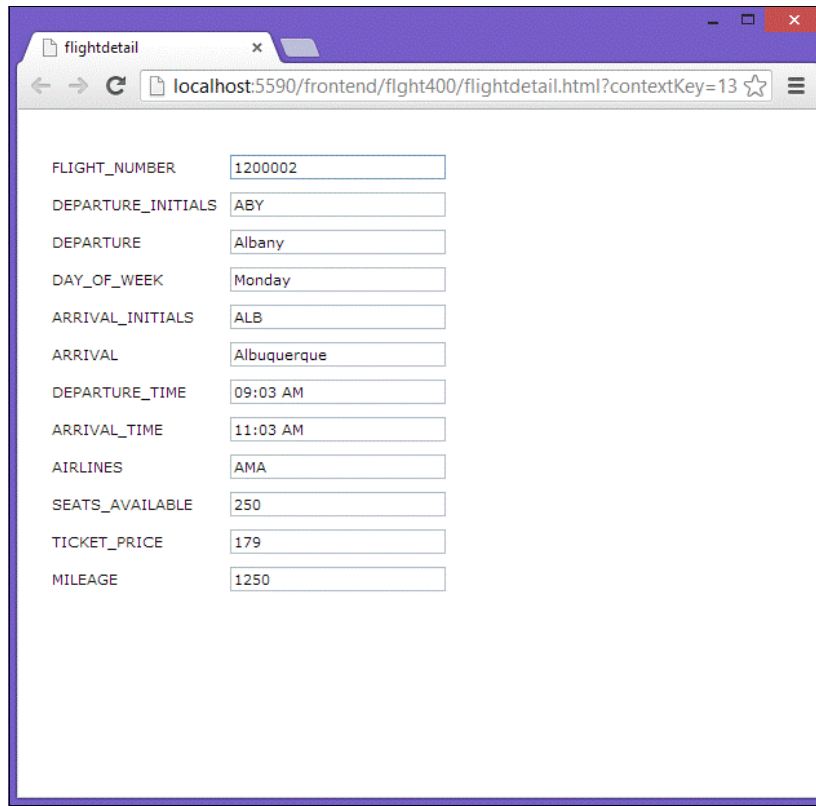 flightdetail
localhost:5590/frontend/flght400/flightdetail.html?contextKey=13
FLIGHT_NUMBER 1200002
DEPARTURE_INITIALS ABY
DEPARTURE Albany
DAY_OF_WEEK Monday
ARRIVAL_INITIALS ALB
ARRIVAL Albuquerque
DEPARTURE_TIME 09:03 AM
ARRIVAL_TIME 11:03 AM
AIRLINES AMA
SEATS_AVAILABLE 250
TICKET_PRICE 179
MILEAGE 1250